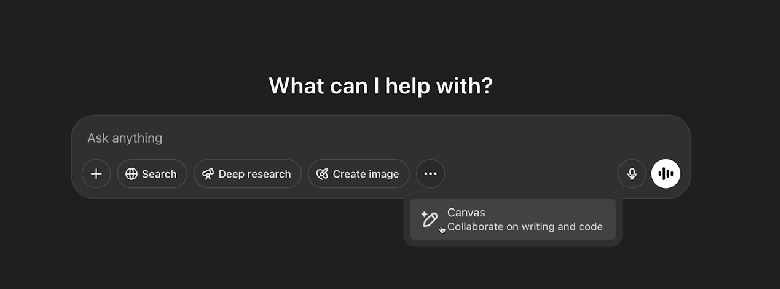 What can I help with?
Ask anything
Search
Deep research
Create image
Canvas
Collaborate on writing and code